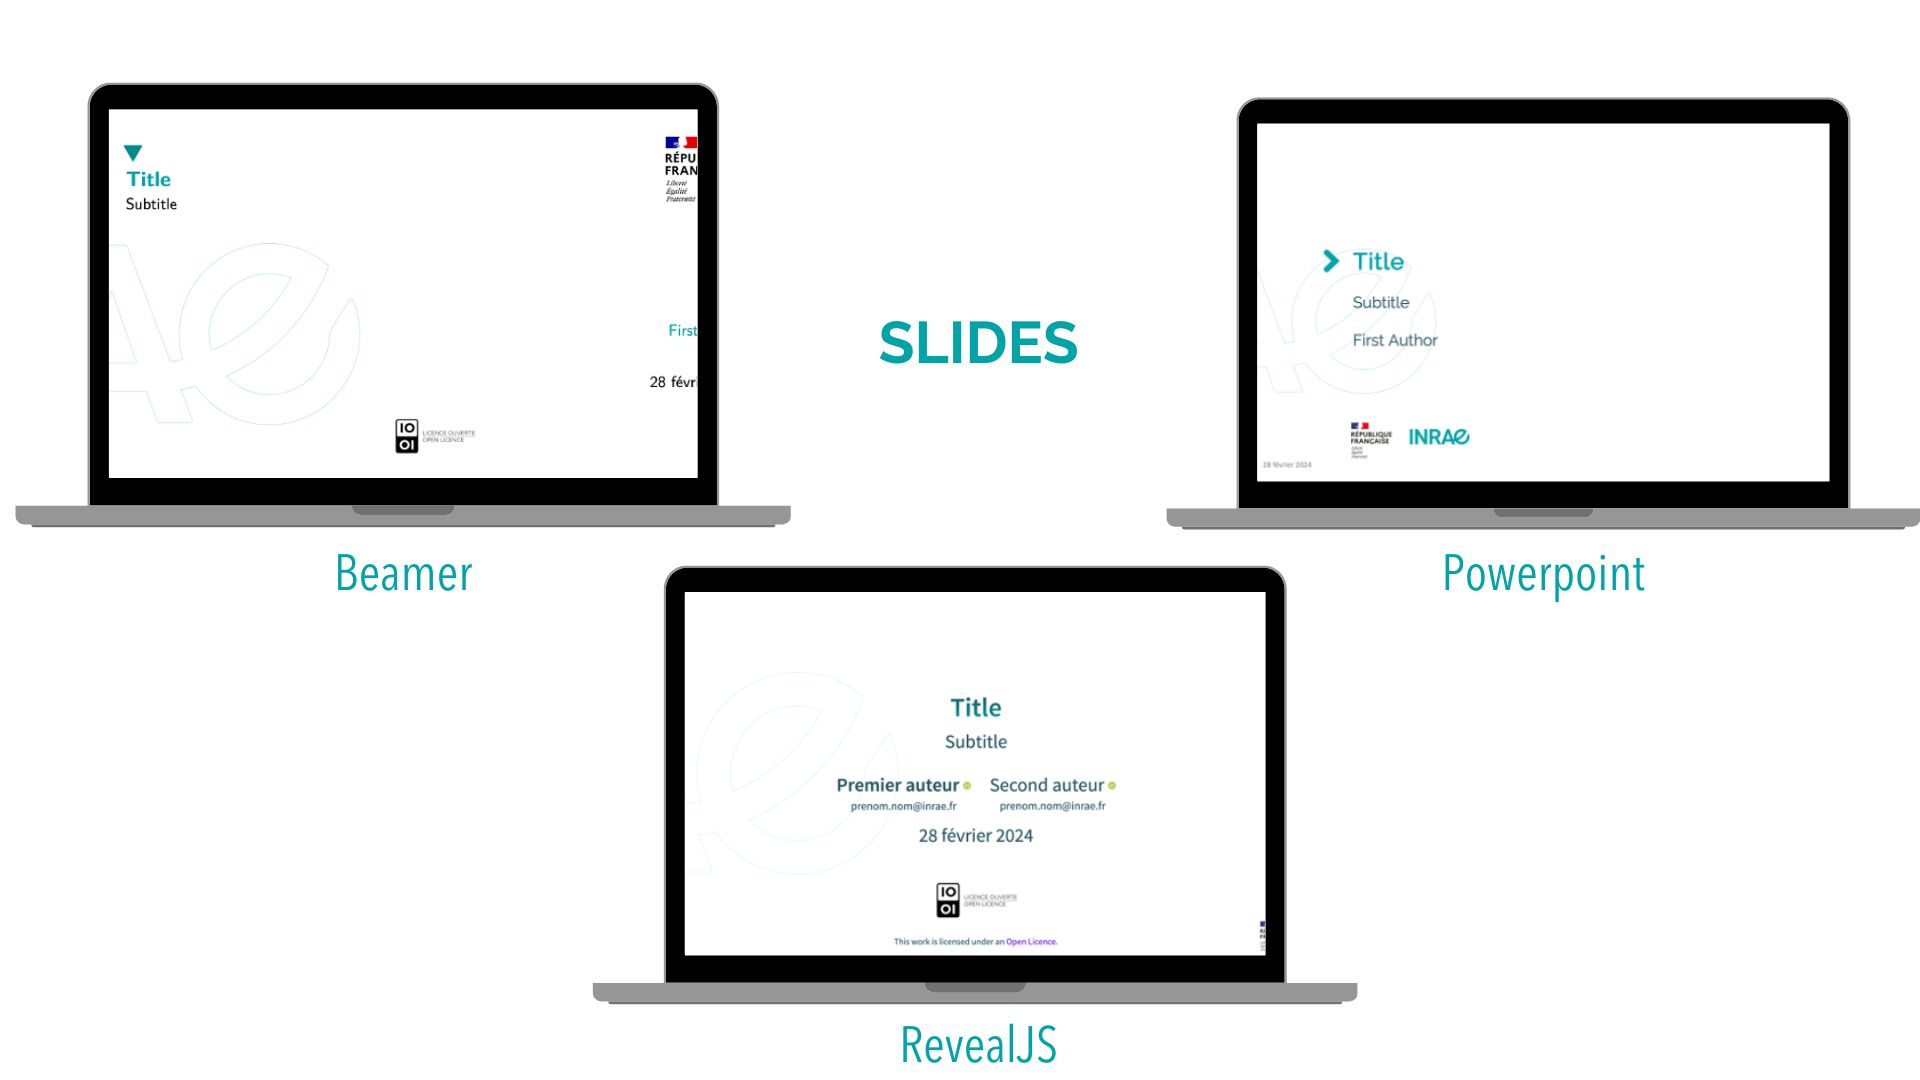 Title
Subtitle
RÉPU
FRAN
Liberté
Égalité
Fraternité
First
28 févri
IO
OI
LICENCE OUVERTE
OPEN LICENCE
Beamer
SLIDES
Title
Subtitle
First Author
RÉPUBLIQUE
FRANÇAISE
INRAE
28 février 2024
Powerpoint
Title
Subtitle
Premier auteur Second auteur
prenom.nom@inrae.fr prenom.nom@inrae.fr
28 février 2024
IO
OI
LICENCE OUVERTE
OPEN LICENCE
This work is licensed under an Open Licence.
RevealJS